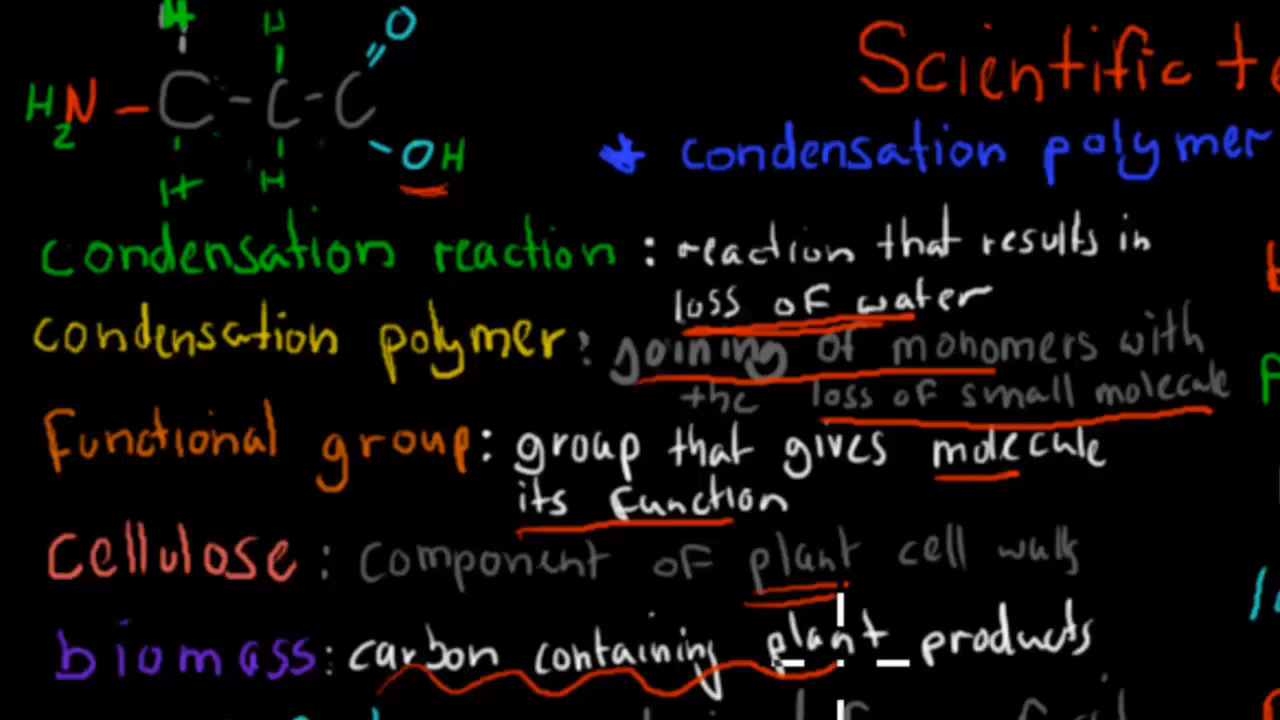 H H O
H2N - C - C - C
OH
H H
Scientific
* condensation polymer
condensation reaction : reaction that results in
loss of water
condensation polymer : joining of monomers with
the loss of small molecule
Functional group : group that gives molecule
its function
cellulose : component of plant cell walls
biomass : carbon containing plant products